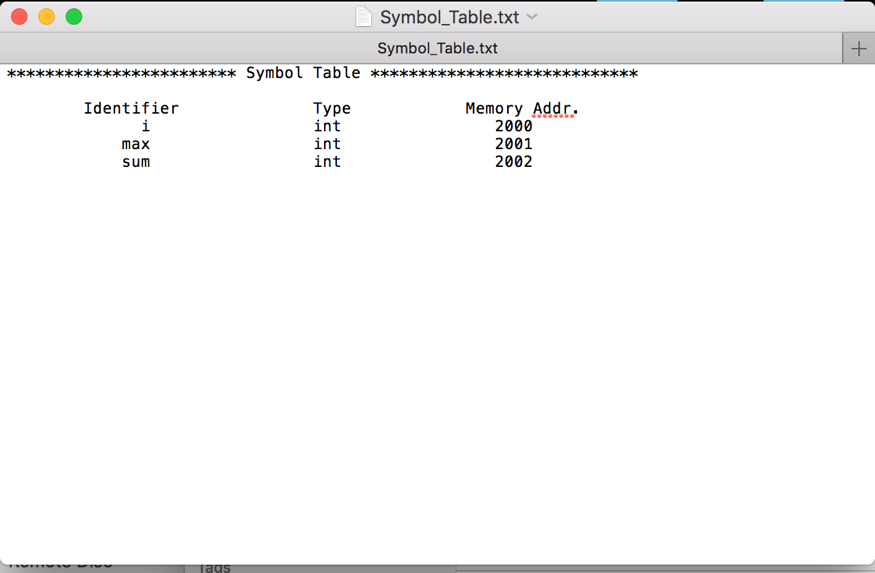 Symbol_Table.txt
Symbol_Table.txt
************************ Symbol Table ****************************
Identifier Type Memory Addr.
i int 2000
max int 2001
sum int 2002
Tags